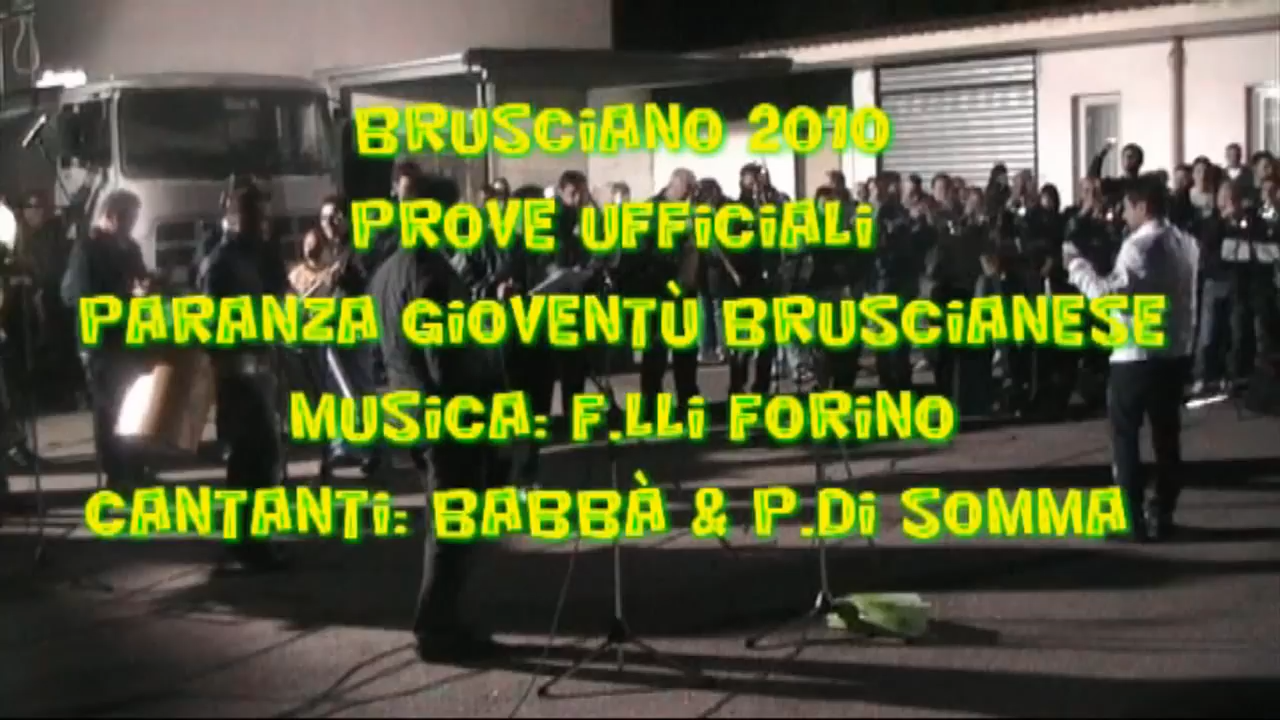 BRUSCIANO 2010
PROVE UFFICIALI
PARANZA GIOVENTÙ BRUSCIANESE
MUSICA: F.LLI FORINO
CANTANTI: BABBÀ & P.DI SOMMA